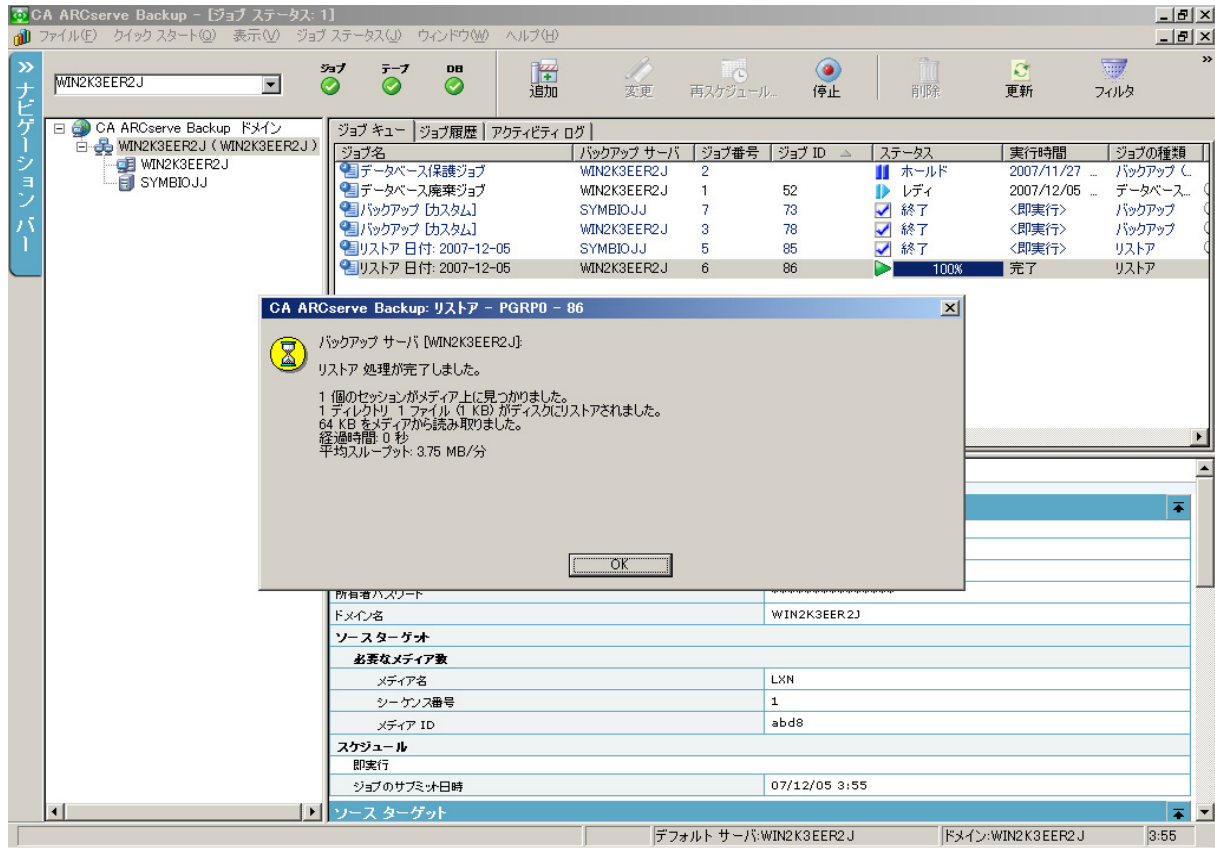 CA ARCserve Backup - [ジョブ ステータス: 1]
ファイル(F) クイック スタート(Q) 表示(V) ジョブ ステータス(J) ウィンドウ(W) ヘルプ(H)
ナビゲーション バー
WIN2K3EER2J
ジョブ テープ DB
追加 変更 再スケジュール... 停止 削除 更新 フィルタ
CA ARCserve Backup ドメイン
WIN2K3EER2J ( WIN2K3EER2J )
WIN2K3EER2J
SYMBIOJJ
ジョブ キュー ジョブ履歴 アクティビティ ログ
ジョブ名 バックアップ サーバ ジョブ番号 ジョブ ID ステータス 実行時間 ジョブの種類
データベース保護ジョブ WIN2K3EER2J 2 ホールド 2007/11/27 ... バックアップ (...
データベース廃棄ジョブ WIN2K3EER2J 1 52 レディ 2007/12/05 ... データベース...
バックアップ [カスタム] SYMBIOJJ 7 73 終了 <即実行> バックアップ
バックアップ [カスタム] WIN2K3EER2J 3 78 終了 <即実行> バックアップ
リストア 日付: 2007-12-05 SYMBIOJJ 5 85 終了 <即実行> リストア
リストア 日付: 2007-12-05 WIN2K3EER2J 6 86 100% 完了 リストア
CA ARCserve Backup: リストア - PGRP0 - 86
バックアップ サーバ [WIN2K3EER2J]:
リストア 処理が完了しました。
1 個のセッションがメディア上に見つかりました。
1 ディレクトリ 1 ファイル (1 KB) がディスクにリストアされました。
64 KB をメディアから読み取りました。
経過時間: 0 秒
平均スループット: 3.75 MB/分
OK
所有者パスワード ****************
ドメイン名 WIN2K3EER2J
ソース ターゲット
必要なメディア数
メディア名 LXN
シーケンス番号 1
メディア ID abd8
スケジュール
即実行
ジョブのサブミット日時 07/12/05 3:55
ソース ターゲット
デフォルト サーバ:WIN2K3EER2J ドメイン:WIN2K3EER2J 3:55